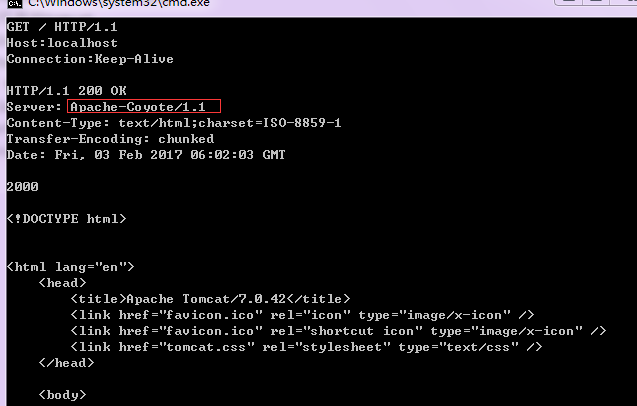 C:\Windows\system32\cmd.exe
GET / HTTP/1.1
Host:localhost
Connection:Keep-Alive
HTTP/1.1 200 OK
Server: Apache-Coyote/1.1
Content-Type: text/html;charset=ISO-8859-1
Transfer-Encoding: chunked
Date: Fri, 03 Feb 2017 06:02:03 GMT
2000
<!DOCTYPE html>
<html lang="en">
<head>
<title>Apache Tomcat/7.0.42</title>
<link href="favicon.ico" rel="icon" type="image/x-icon" />
<link href="favicon.ico" rel="shortcut icon" type="image/x-icon" />
<link href="tomcat.css" rel="stylesheet" type="text/css" />
</head>
<body>